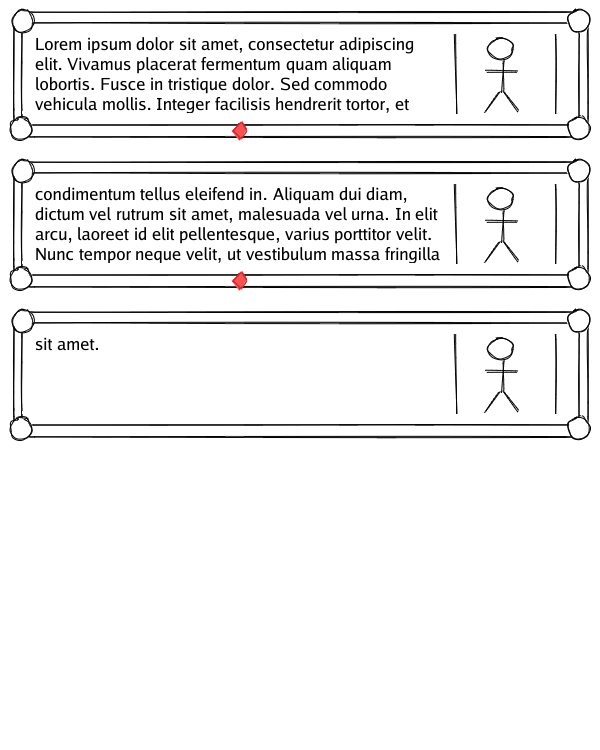 Lorem ipsum dolor sit amet, consectetur adipiscing
elit. Vivamus placerat fermentum quam aliquam
lobortis. Fusce in tristique dolor. Sed commodo
vehicula mollis. Integer facilisis hendrerit tortor, et
condimentum tellus eleifend in. Aliquam dui diam,
dictum vel rutrum sit amet, malesuada vel urna. In elit
arcu, laoreet id elit pellentesque, varius porttitor velit.
Nunc tempor neque velit, ut vestibulum massa fringilla
sit amet.